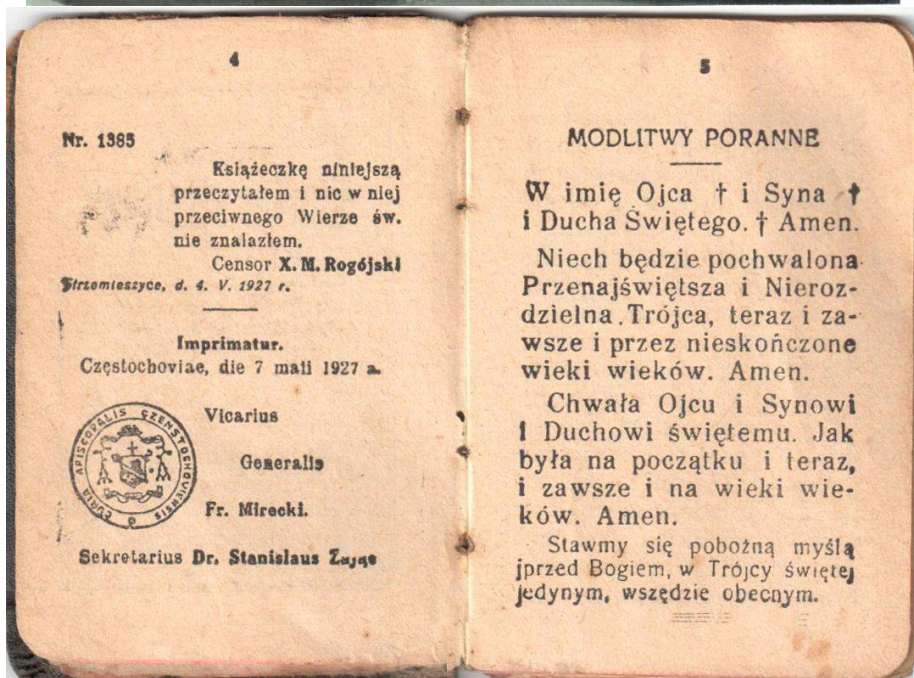 4
Nr. 1385
Książeczkę niniejszą
przeczytałem i nic w niej
przeciwnego Wierze św.
nie znalazłem.
Censor X. M. Rogójski
Strzemieszyce, d. 4. V. 1927 r.
Imprimatur.
Częstochoviae, die 7 maii 1927 a.
CURIA APISCOPALIS CZENSTOCHOVIENSIS
Vicarius
Generalis
Fr. Mirecki.
Sekretarius Dr. Stanislaus Zając
5
MODLITWY PORANNE
W imię Ojca † i Syna †
i Ducha Świętego. † Amen.
Niech będzie pochwalona
Przenajświętsza i Nieroz-
dzielna Trójca, teraz i za-
wsze i przez nieskończone
wieki wieków. Amen.
Chwała Ojcu i Synowi
i Duchowi świętemu. Jak
była na początku i teraz,
i zawsze i na wieki wie-
ków. Amen.
Stawmy się pobożną myślą
jprzed Bogiem, w Trójcy świętej
jedynym, wszędzie obecnym.